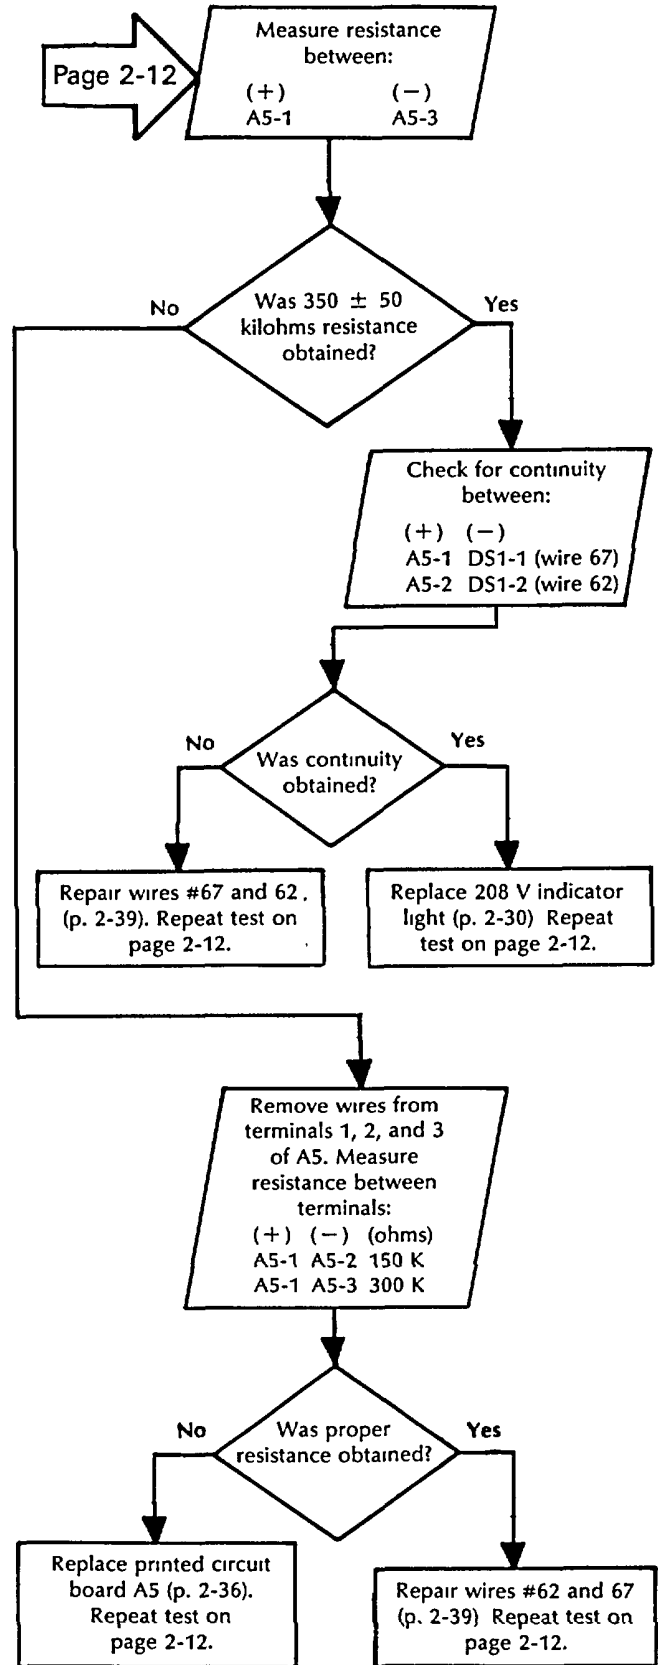 Page 2-12
Measure resistance
between:
(+) (−)
A5-1 A5-3
Was 350 ± 50
kilohms resistance
obtained?
No
Yes
Check for continuity
between:
(+) (−)
A5-1 DS1-1 (wire 67)
A5-2 DS1-2 (wire 62)
Was continuity
obtained?
No
Yes
Repair wires #67 and 62,
(p. 2-39). Repeat test on
page 2-12.
Replace 208 V indicator
light (p. 2-30) Repeat
test on page 2-12.
Remove wires from
terminals 1, 2, and 3
of A5. Measure
resistance between
terminals:
(+) (−) (ohms)
A5-1 A5-2 150 K
A5-1 A5-3 300 K
Was proper
resistance obtained?
No
Yes
Replace printed circuit
board A5 (p. 2-36).
Repeat test on
page 2-12.
Repair wires #62 and 67
(p. 2-39) Repeat test on
page 2-12.